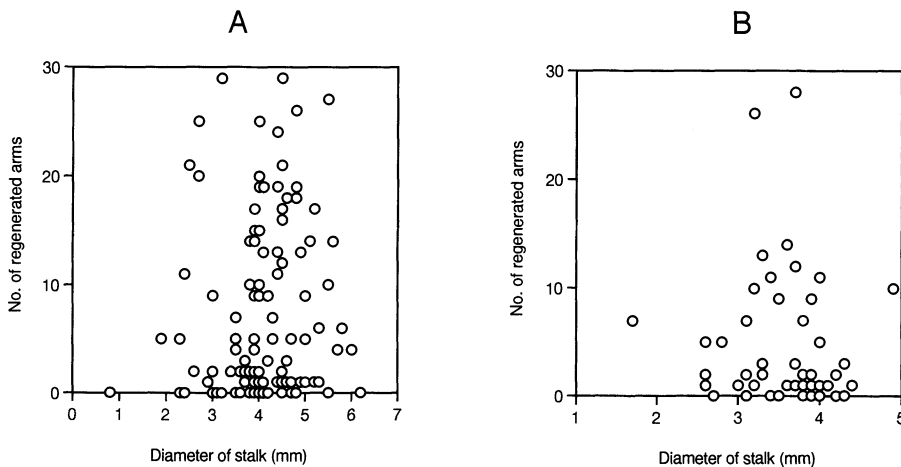 A
B
30
20
10
0
No. of regenerated arms
0 1 2 3 4 5 6 7
Diameter of stalk (mm)
30
20
10
0
No. of regenerated arms
1 2 3 4 5
Diameter of stalk (mm)